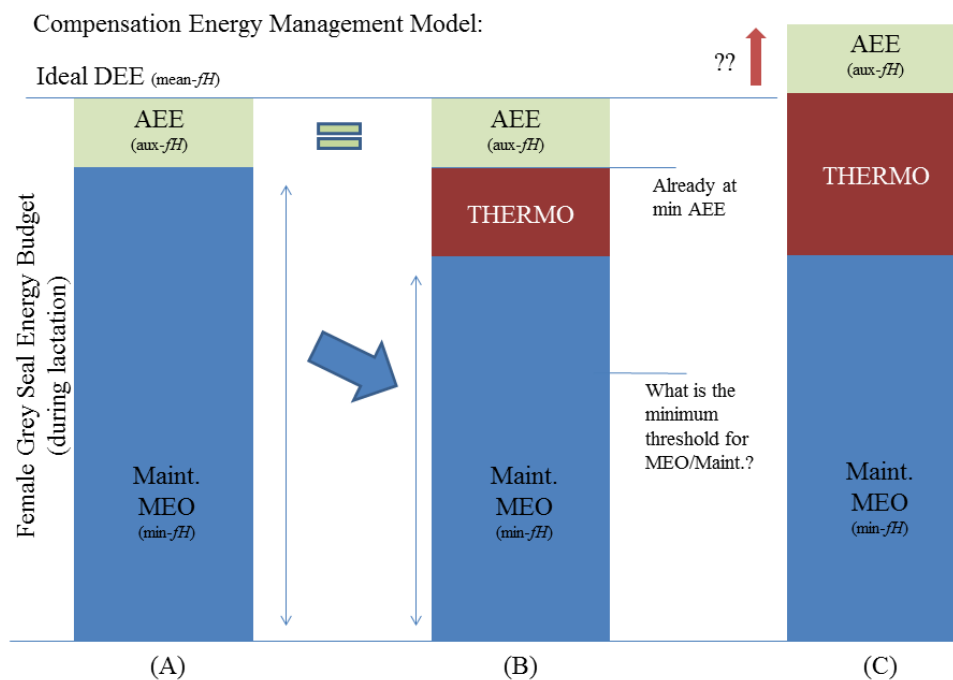 Compensation Energy Management Model:
Ideal DEE (mean-fH)
??
AEE
(aux-fH)
AEE
(aux-fH)
AEE
(aux-fH)
THERMO
THERMO
Already at
min AEE
Female Grey Seal Energy Budget
(during lactation)
What is the
minimum
threshold for
MEO/Maint.?
Maint.
MEO
(min-fH)
Maint.
MEO
(min-fH)
Maint.
MEO
(min-fH)
(A)
(B)
(C)